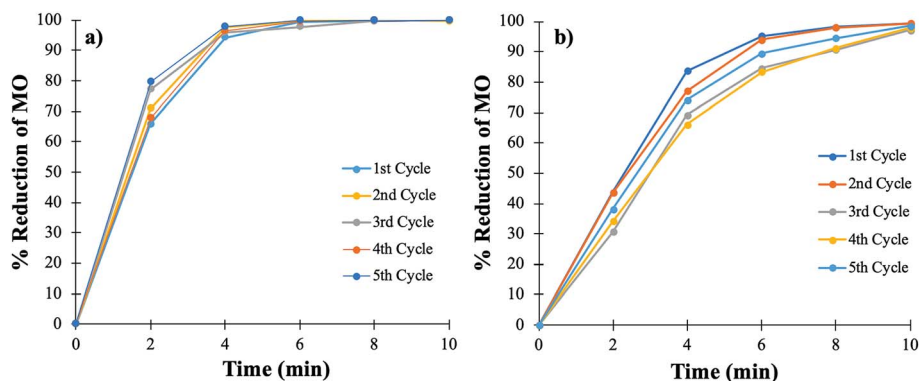 a)
% Reduction of MO
100
90
80
70
60
50
40
30
20
10
0
0 2 4 6 8 10
Time (min)
1st Cycle
2nd Cycle
3rd Cycle
4th Cycle
5th Cycle
b)
% Reduction of MO
100
90
80
70
60
50
40
30
20
10
0
0 2 4 6 8 10
Time (min)
1st Cycle
2nd Cycle
3rd Cycle
4th Cycle
5th Cycle